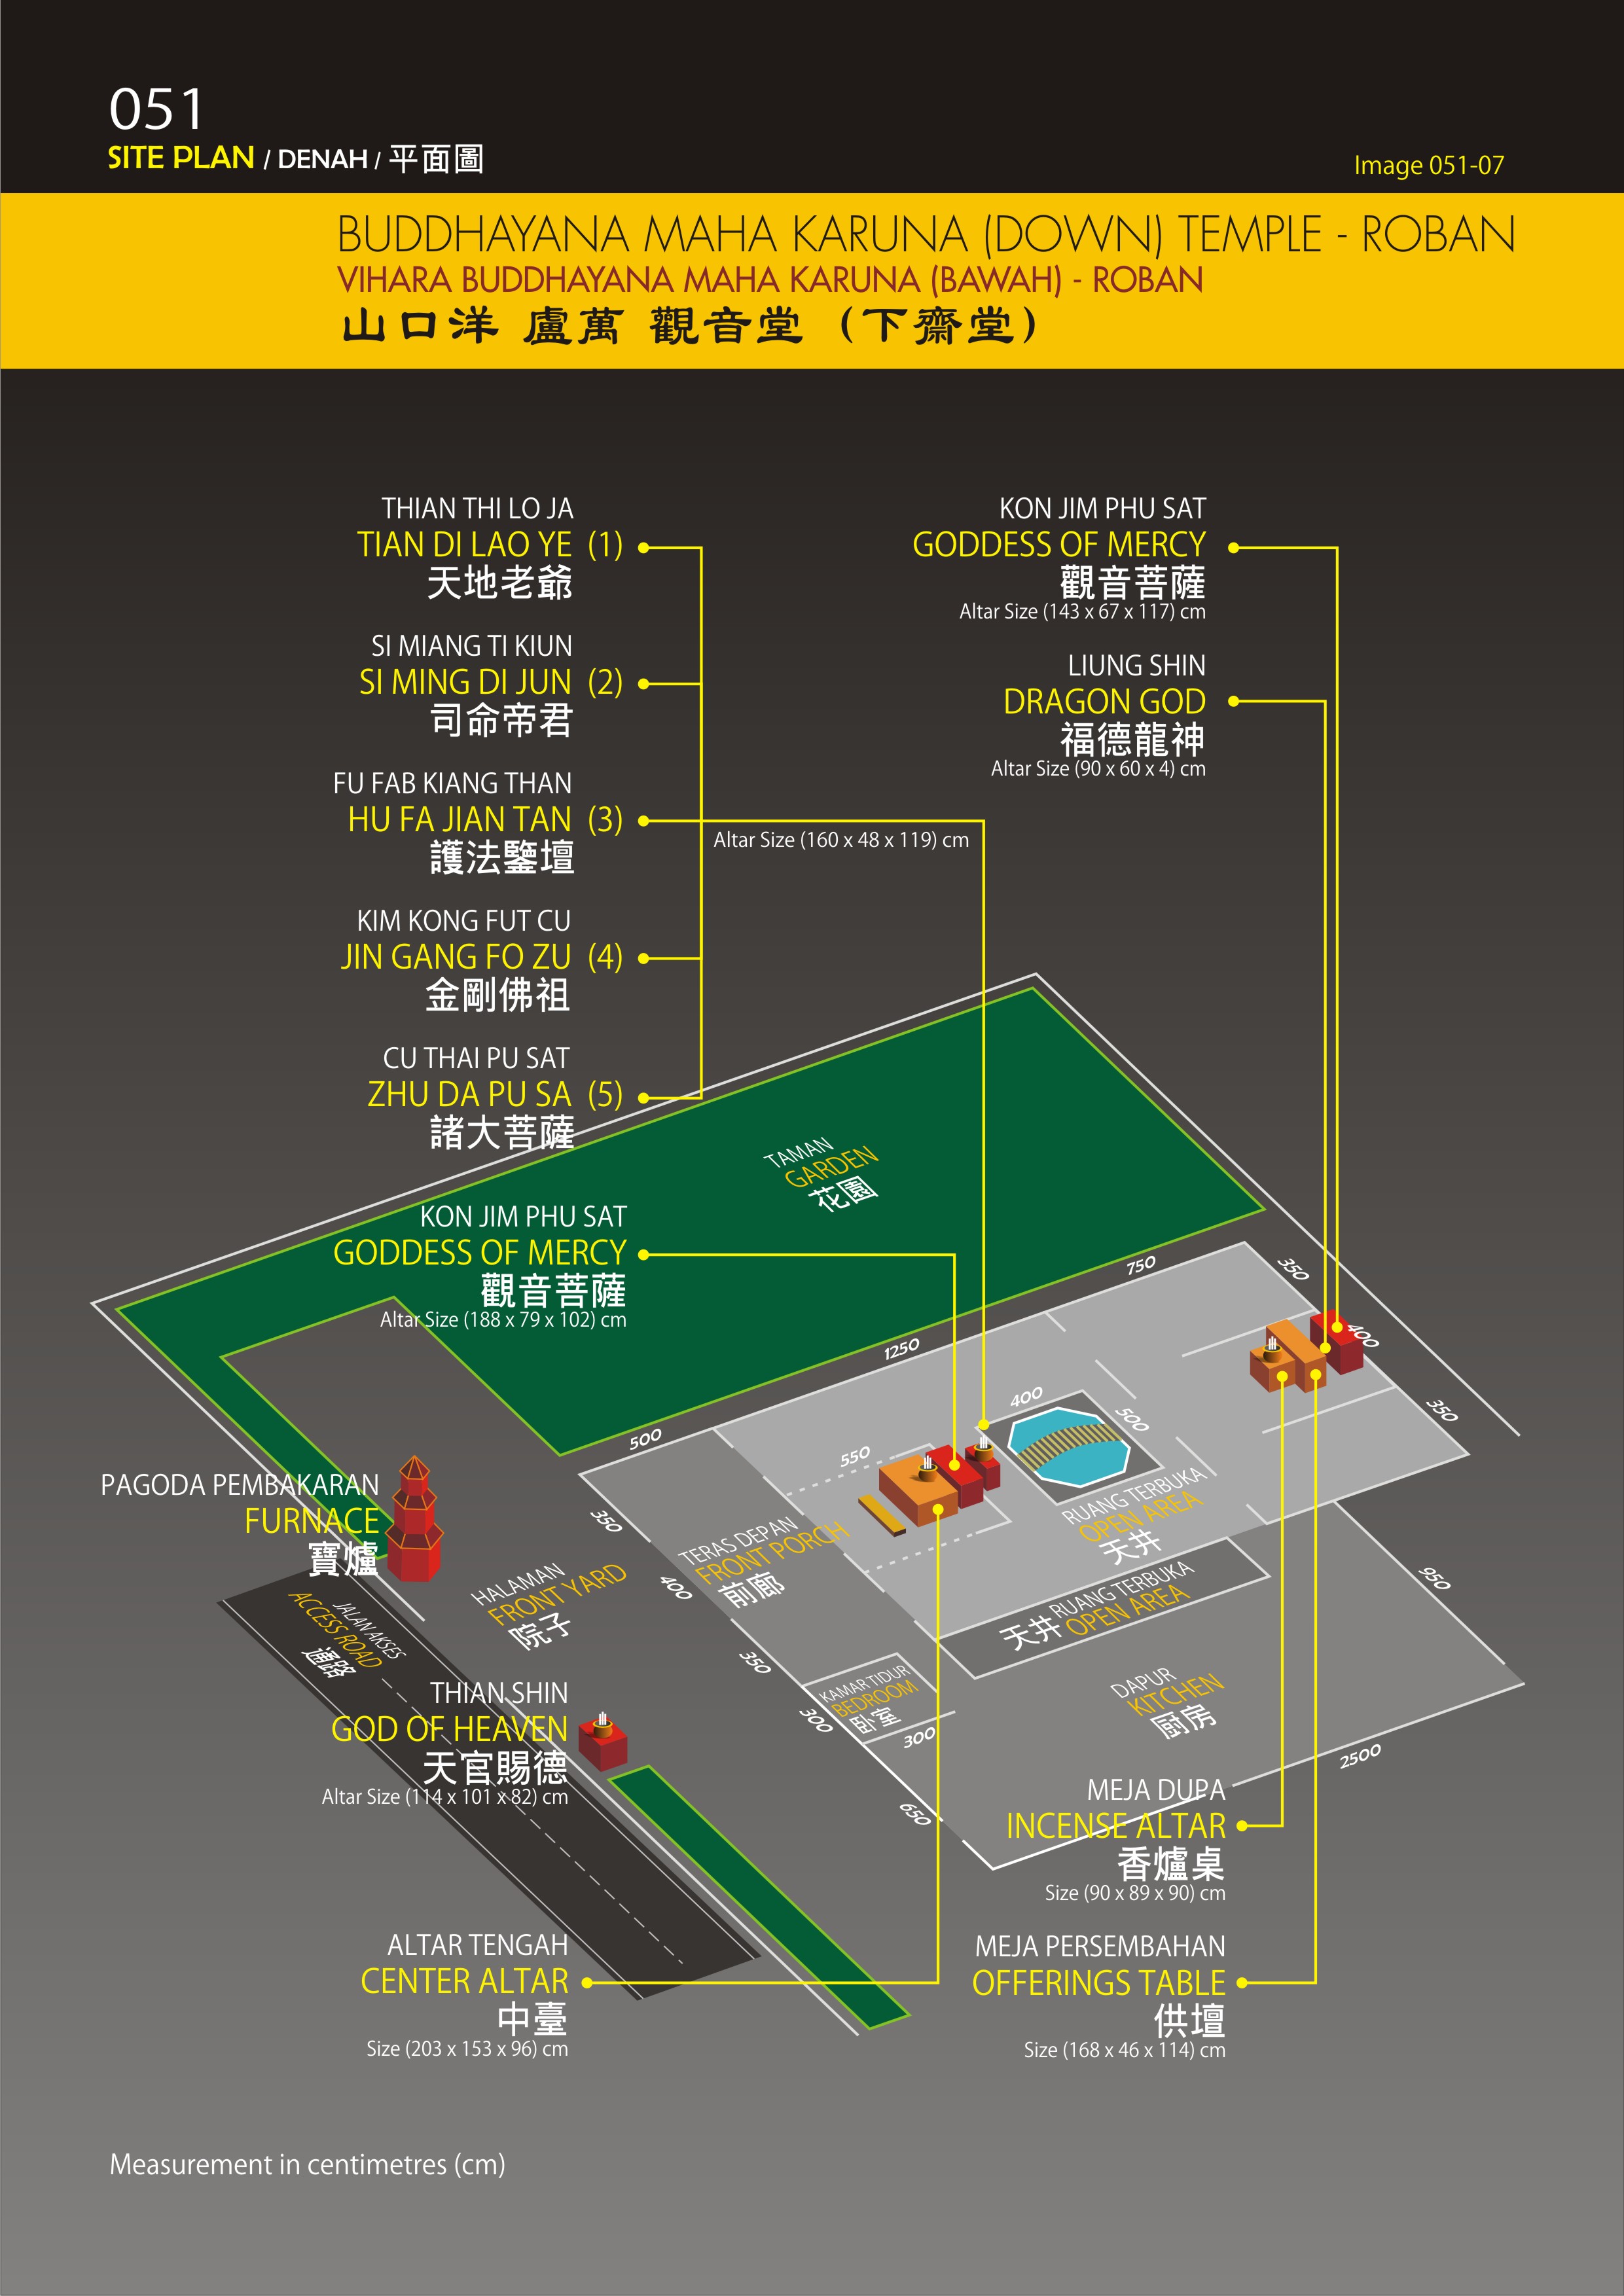 051
SITE PLAN / DENAH / 平面圖
Image 051-07
BUDDHAYANA MAHA KARUNA (DOWN) TEMPLE - ROBAN
VIHARA BUDDHAYANA MAHA KARUNA (BAWAH) - ROBAN
山口洋 盧萬 觀音堂（下齋堂）
THIAN THI LO JA
TIAN DI LAO YE (1)
天地老爺
SI MIANG TI KIUN
SI MING DI JUN (2)
司命帝君
FU FAB KIANG THAN
HU FA JIAN TAN (3)
護法鑒壇
Altar Size (160 x 48 x 119) cm
KIM KONG FUT CU
JIN GANG FO ZU (4)
金剛佛祖
CU THAI PU SAT
ZHU DA PU SA (5)
諸大菩薩
KON JIM PHU SAT
GODDESS OF MERCY
觀音菩薩
Altar Size (143 x 67 x 117) cm
LIUNG SHIN
DRAGON GOD
福德龍神
Altar Size (90 x 60 x 4) cm
TAMAN
GARDEN
花園
KON JIM PHU SAT
GODDESS OF MERCY
觀音菩薩
Altar Size (188 x 79 x 102) cm
750
350
1250
400
400
500
350
500
550
PAGODA PEMBAKARAN
FURNACE
寶爐
350
TERAS DEPAN
FRONT PORCH
前廊
RUANG TERBUKA
OPEN AREA
天井
HALAMAN
FRONT YARD
院子
400
950
JALAN AKSES
ACCESS ROAD
通路
天井
RUANG TERBUKA
OPEN AREA
350
KAMAR TIDUR
BEDROOM
卧室
DAPUR
KITCHEN
厨房
300
300
2500
650
THIAN SHIN
GOD OF HEAVEN
天官賜德
Altar Size (114 x 101 x 82) cm
MEJA DUPA
INCENSE ALTAR
香爐桌
Size (90 x 89 x 90) cm
ALTAR TENGAH
CENTER ALTAR
中臺
Size (203 x 153 x 96) cm
MEJA PERSEMBAHAN
OFFERINGS TABLE
供壇
Size (168 x 46 x 114) cm
Measurement in centimetres (cm)